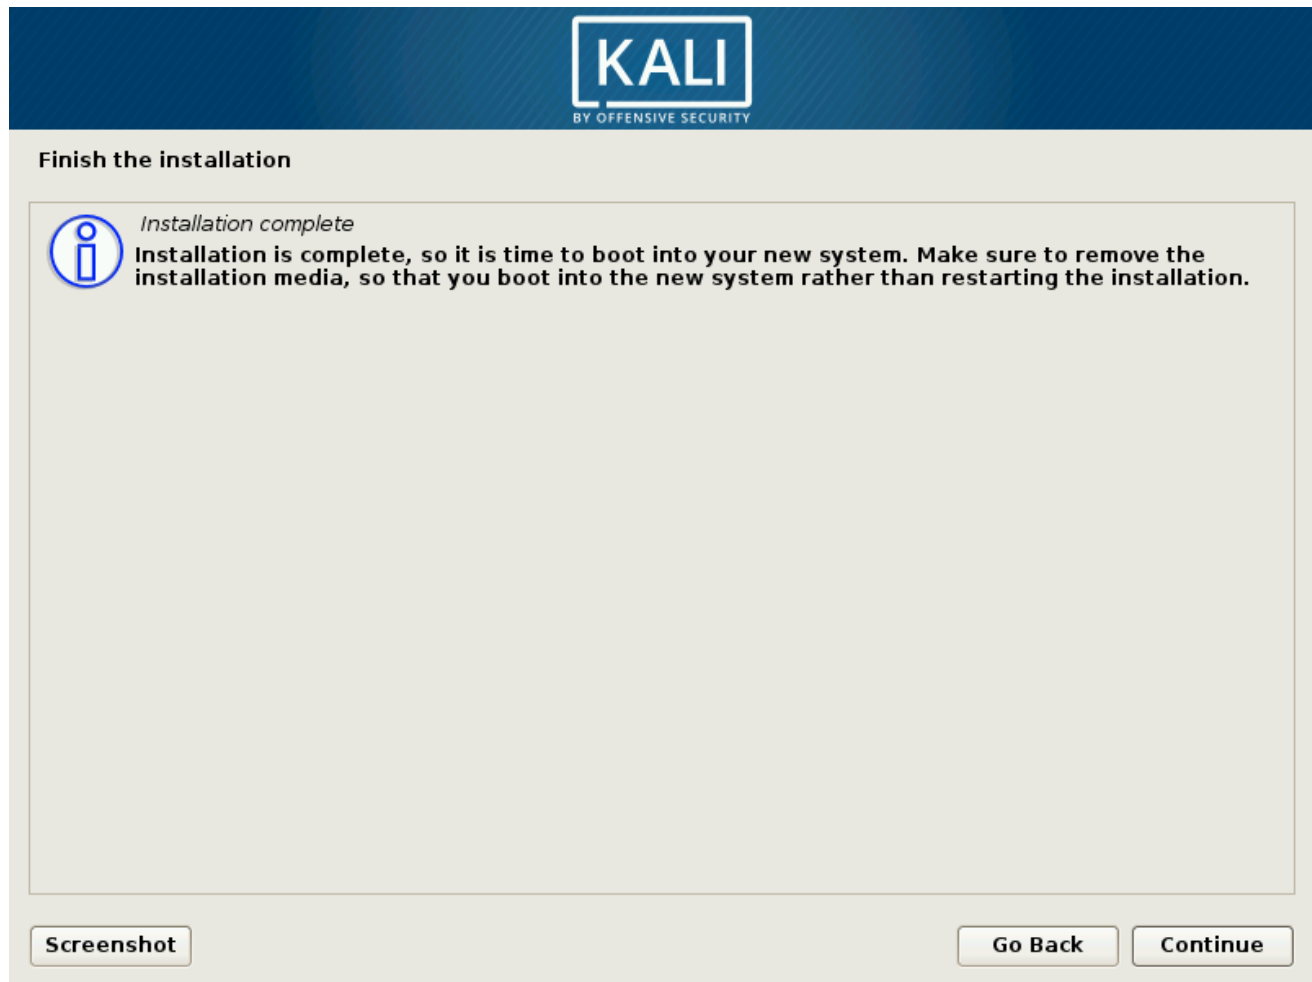 KALI
BY OFFENSIVE SECURITY
Finish the installation
Installation complete
Installation is complete, so it is time to boot into your new system. Make sure to remove the
installation media, so that you boot into the new system rather than restarting the installation.
Screenshot
Go Back
Continue